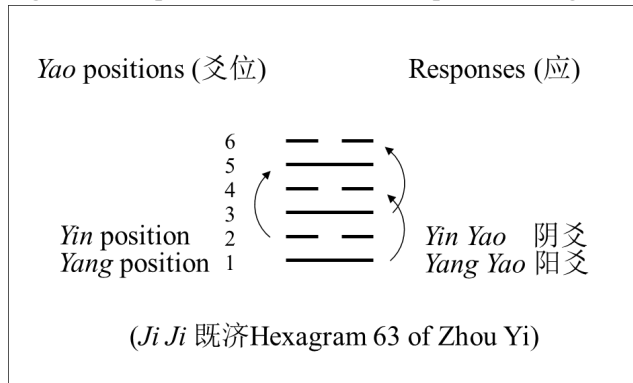 Yao positions (爻位) Responses (应)
6
5
4
3
Yin position 2 Yin Yao 阴爻
Yang position 1 Yang Yao 阳爻
(Ji Ji 既济Hexagram 63 of Zhou Yi)